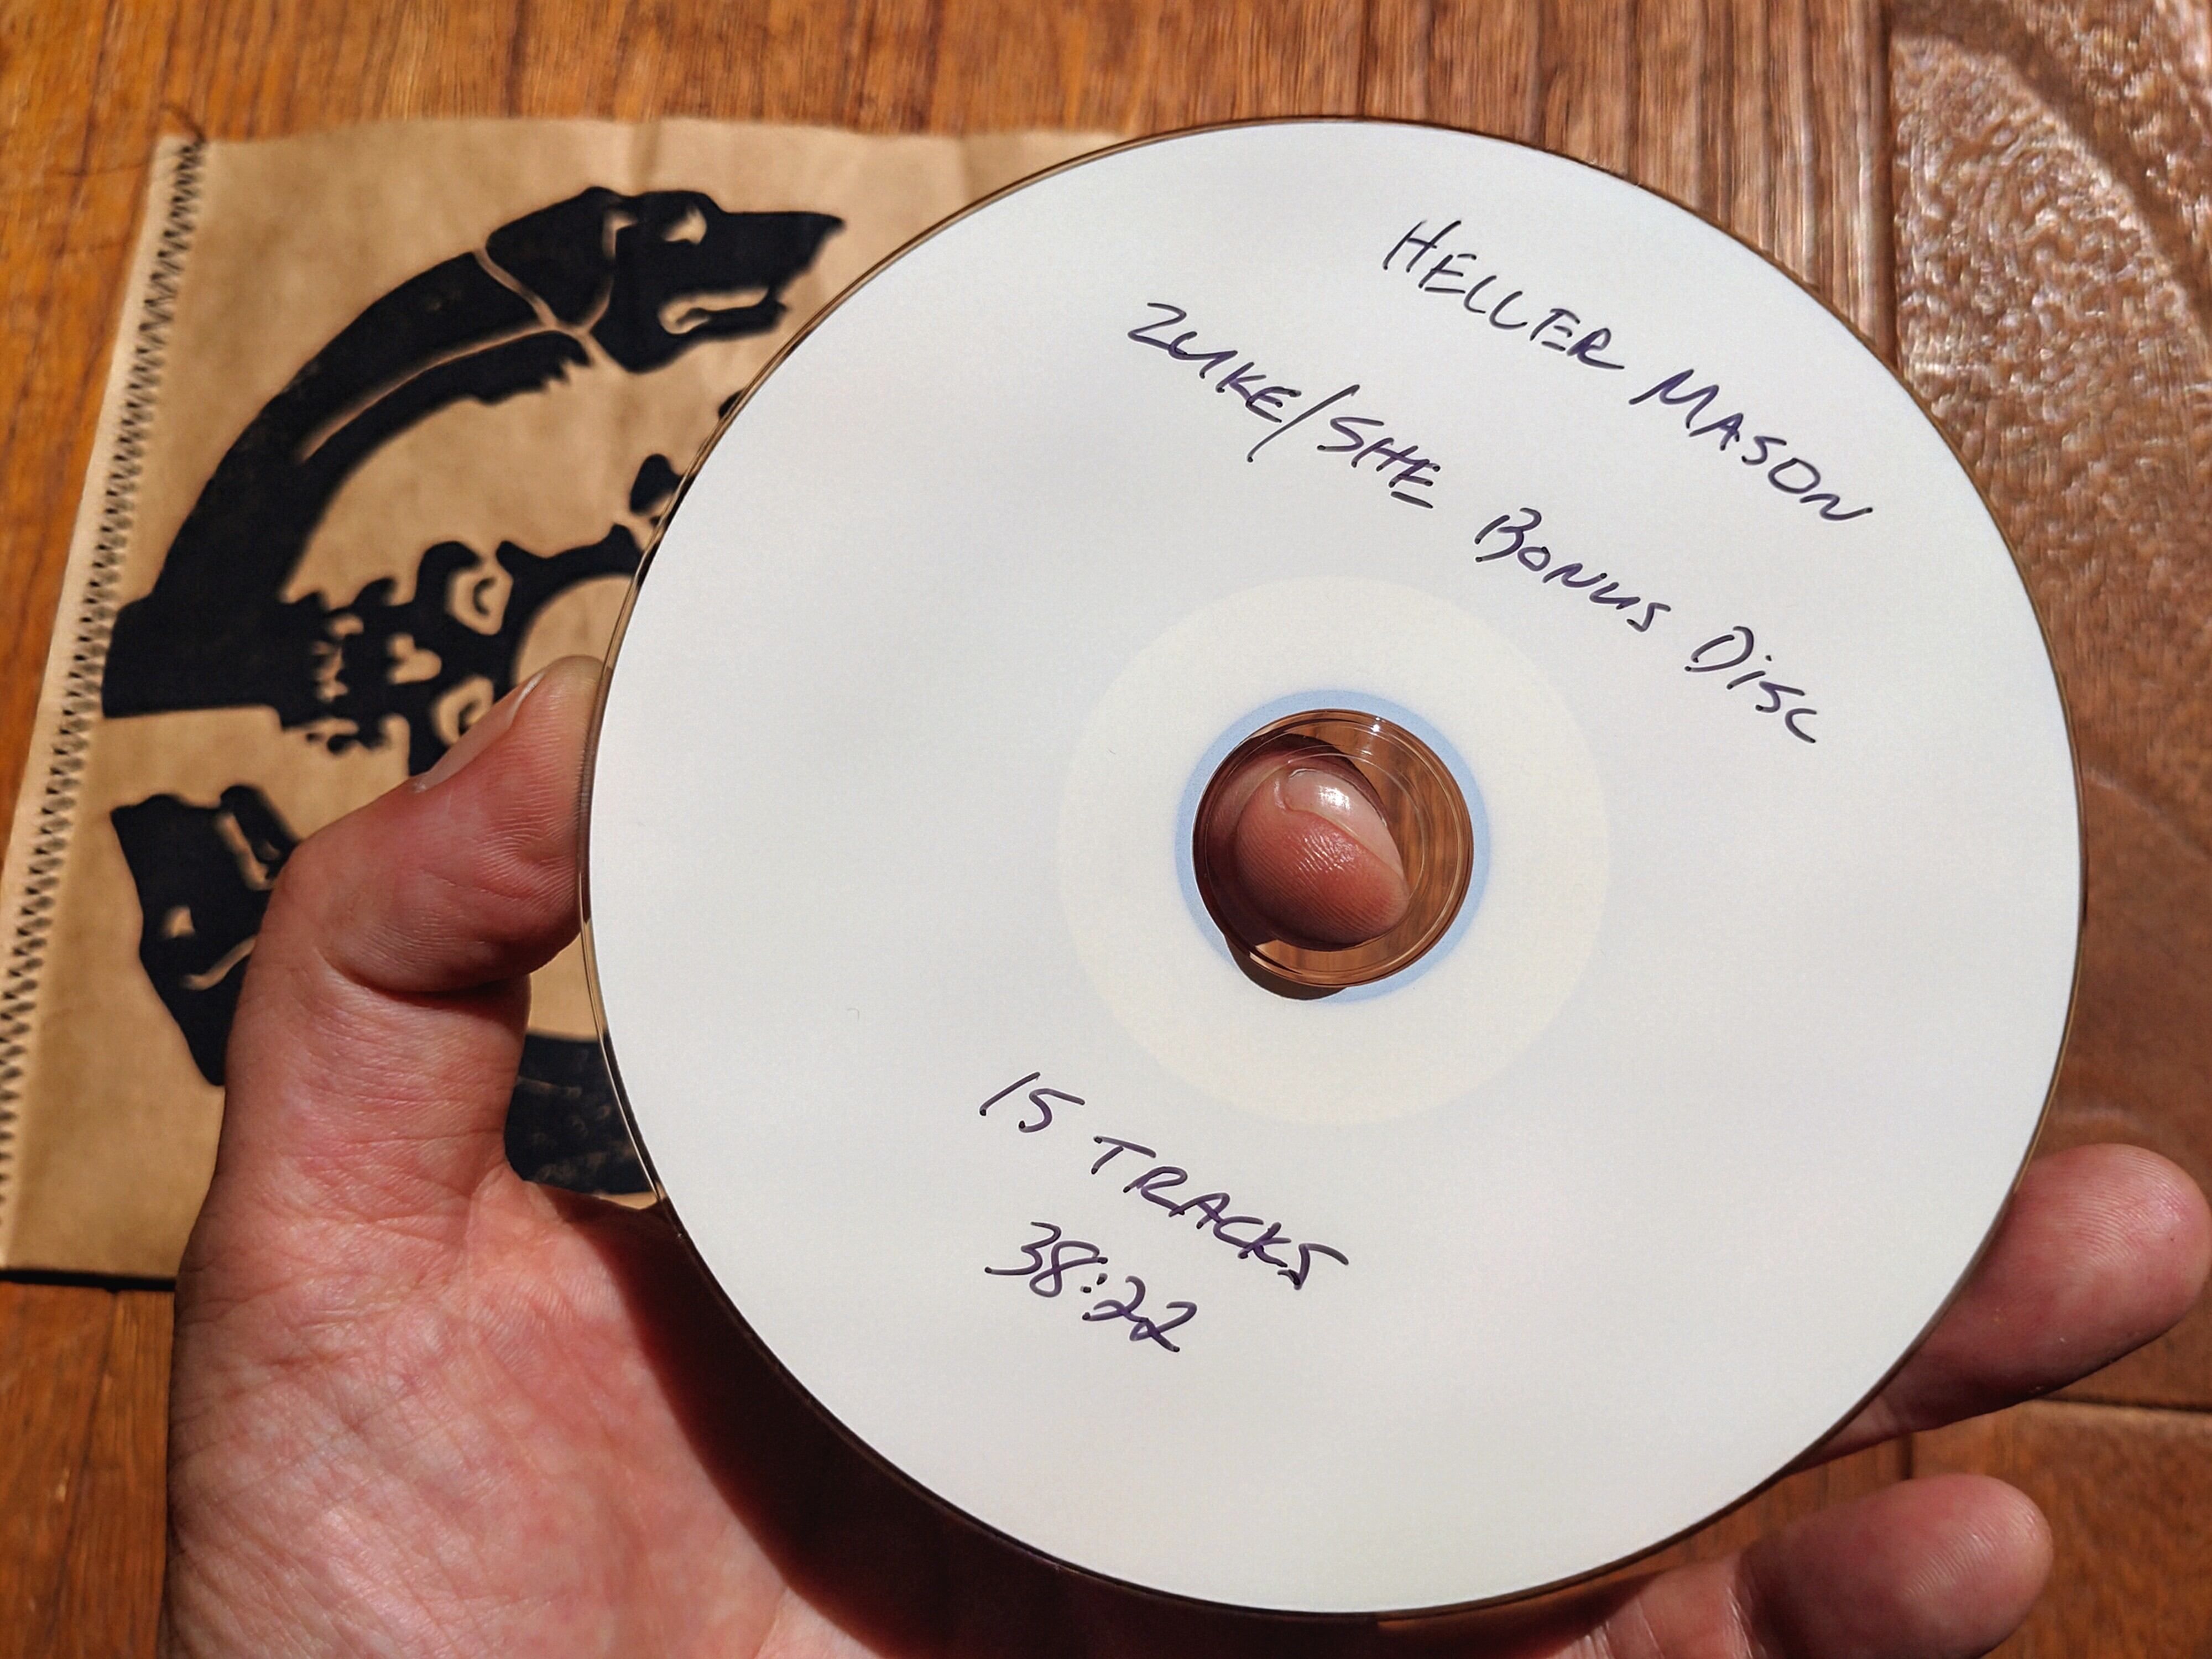 HELLER MASON
ZUKE/SHE BONUS DISC
15 TRACKS
38:22